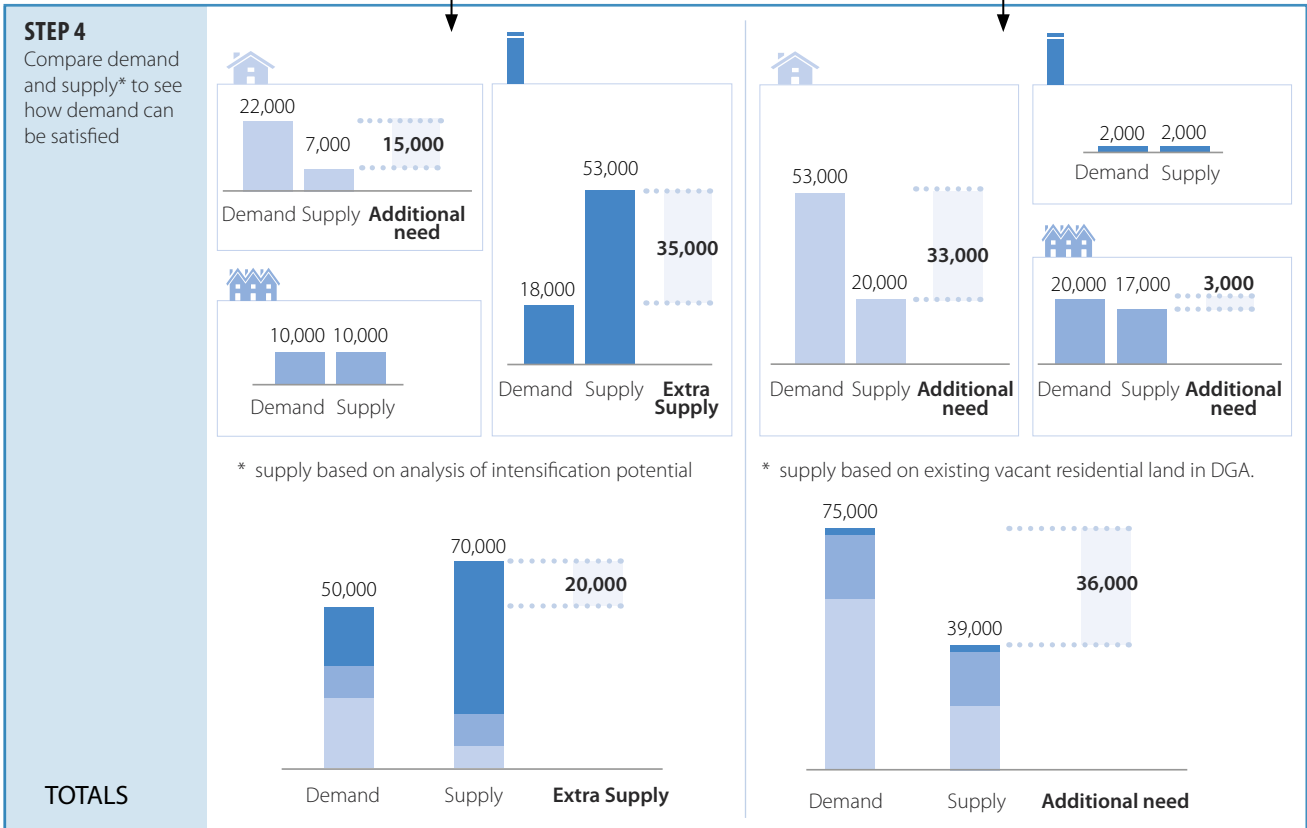 STEP 4
Compare demand
and supply* to see
how demand can
be satisfied
22,000
7,000
15,000
Demand Supply Additional
need
10,000 10,000
Demand Supply
53,000
18,000
35,000
Demand Supply Extra
Supply
* supply based on analysis of intensification potential
50,000
70,000
20,000
Demand Supply Extra Supply
53,000
20,000
33,000
Demand Supply Additional
need
2,000 2,000
Demand Supply
20,000 17,000 3,000
Demand Supply Additional
need
* supply based on existing vacant residential land in DGA.
75,000
39,000
36,000
Demand Supply Additional need
TOTALS